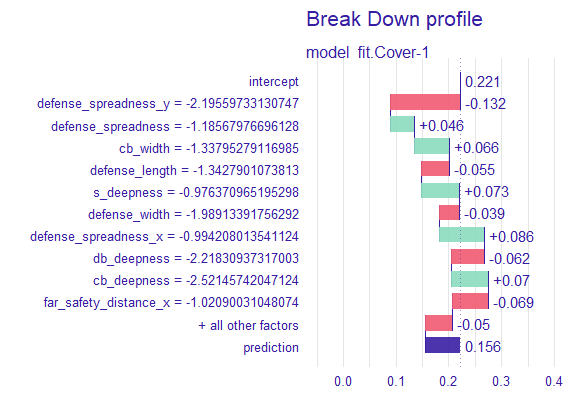 Break Down profile
model_fit.Cover-1
intercept 0.221
defense_spreadness_y = -2.19559733130747 -0.132
defense_spreadness = -1.18567976696128 +0.046
cb_width = -1.33795279116985 +0.066
defense_length = -1.3427901073813 -0.055
s_deepness = -0.976370965195298 +0.073
defense_width = -1.98913391756292 -0.039
defense_spreadness_x = -0.994208013541124 +0.086
db_deepness = -2.21830937317003 -0.062
cb_deepness = -2.52145742047124 +0.07
far_safety_distance_x = -1.02090031048074 -0.069
+ all other factors -0.05
prediction 0.156
0.0 0.1 0.2 0.3 0.4